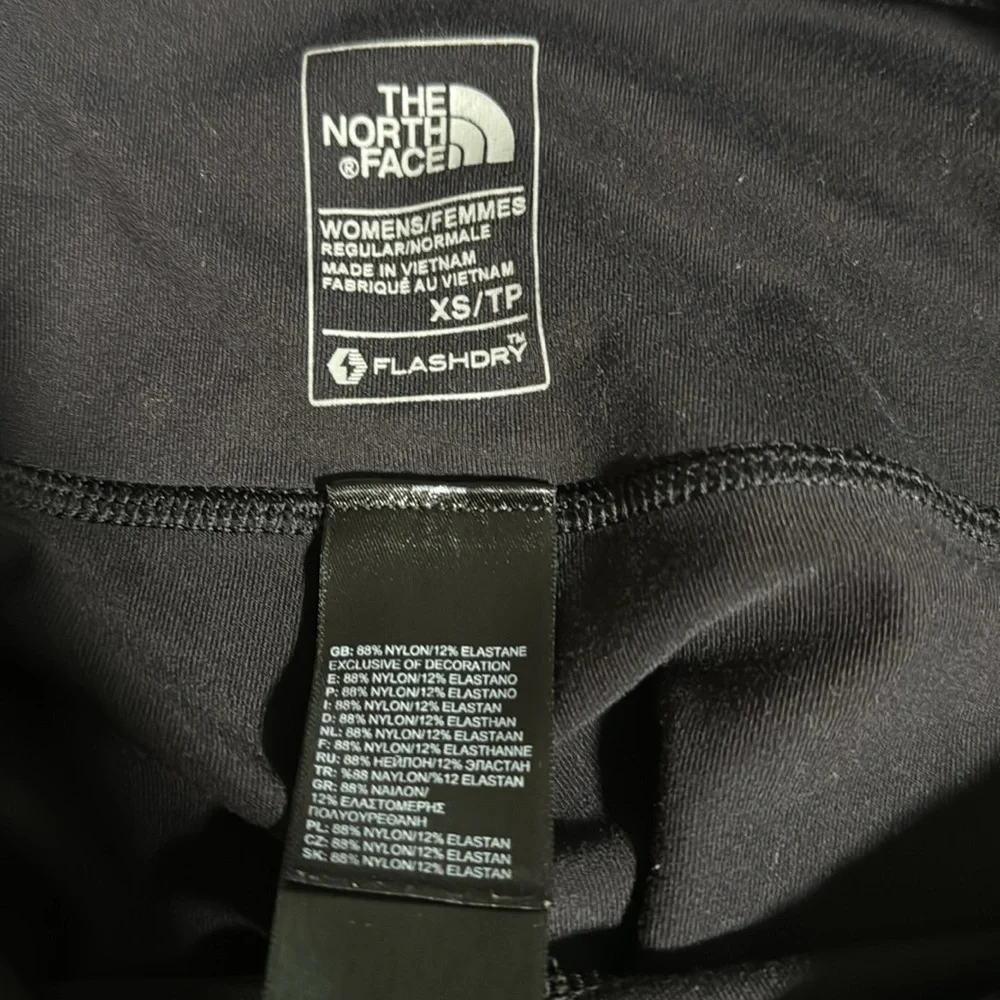 THE
NORTH
®FACE
WOMENS/FEMMES
REGULAR/NORMALE
MADE IN VIETNAM
FABRIQUÉ AU VIETNAM
XS/TP
FLASHDRY™
GB: 88% NYLON/12% ELASTANE
EXCLUSIVE OF DECORATION
E: 88% NYLON/12% ELASTANO
P: 88% NYLON/12% ELASTANO
I: 88% NYLON/12% ELASTAN
D: 88% NYLON/12% ELASTHAN
NL: 88% NYLON/12% ELASTAAN
F: 88% NYLON/12% ELASTHANNE
RU: 88% НЕЙЛОН/12% ЭЛАСТАН
TR: %88 NAYLON/%12 ELASTAN
GR: 88% ΝΑΙΛΟΝ/
12% ΕΛΑΣΤΟΜΕΡΗΣ
ΠΟΛΥΟΥΡΕΘΑΝΗ
PL: 88% NYLON/12% ELASTAN
CZ: 88% NYLON/12% ELASTAN
SK: 88% NYLON/12% ELASTAN